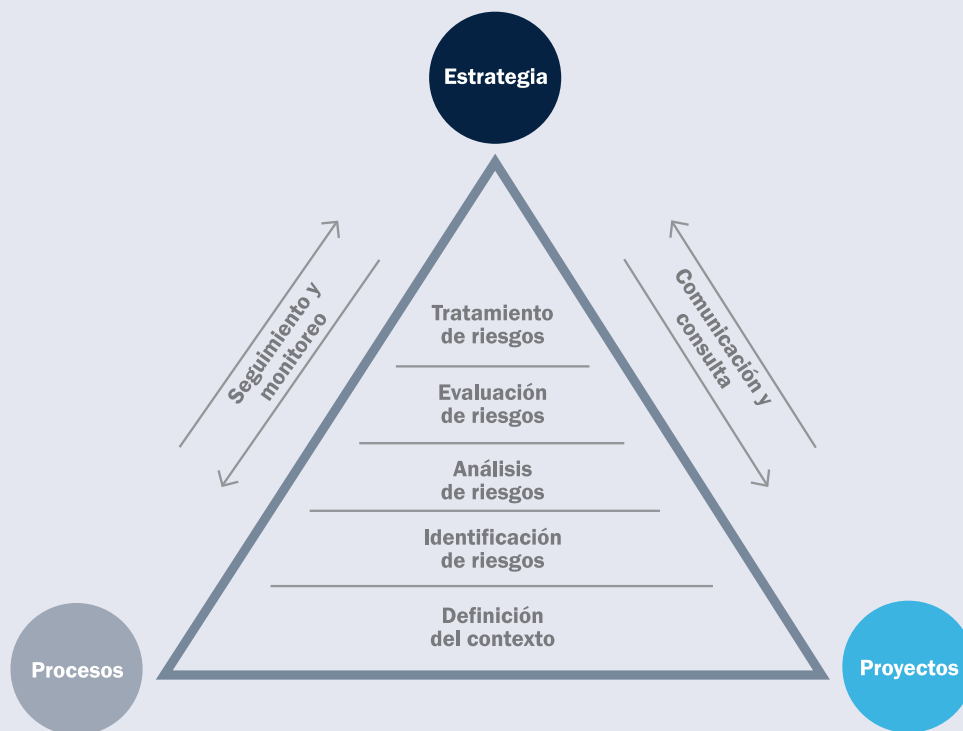 Estrategia
Seguimiento y
monitoreo
Comunicación y
consulta
Tratamiento
de riesgos
Evaluación
de riesgos
Análisis
de riesgos
Identificación
de riesgos
Definición
del contexto
Procesos
Proyectos